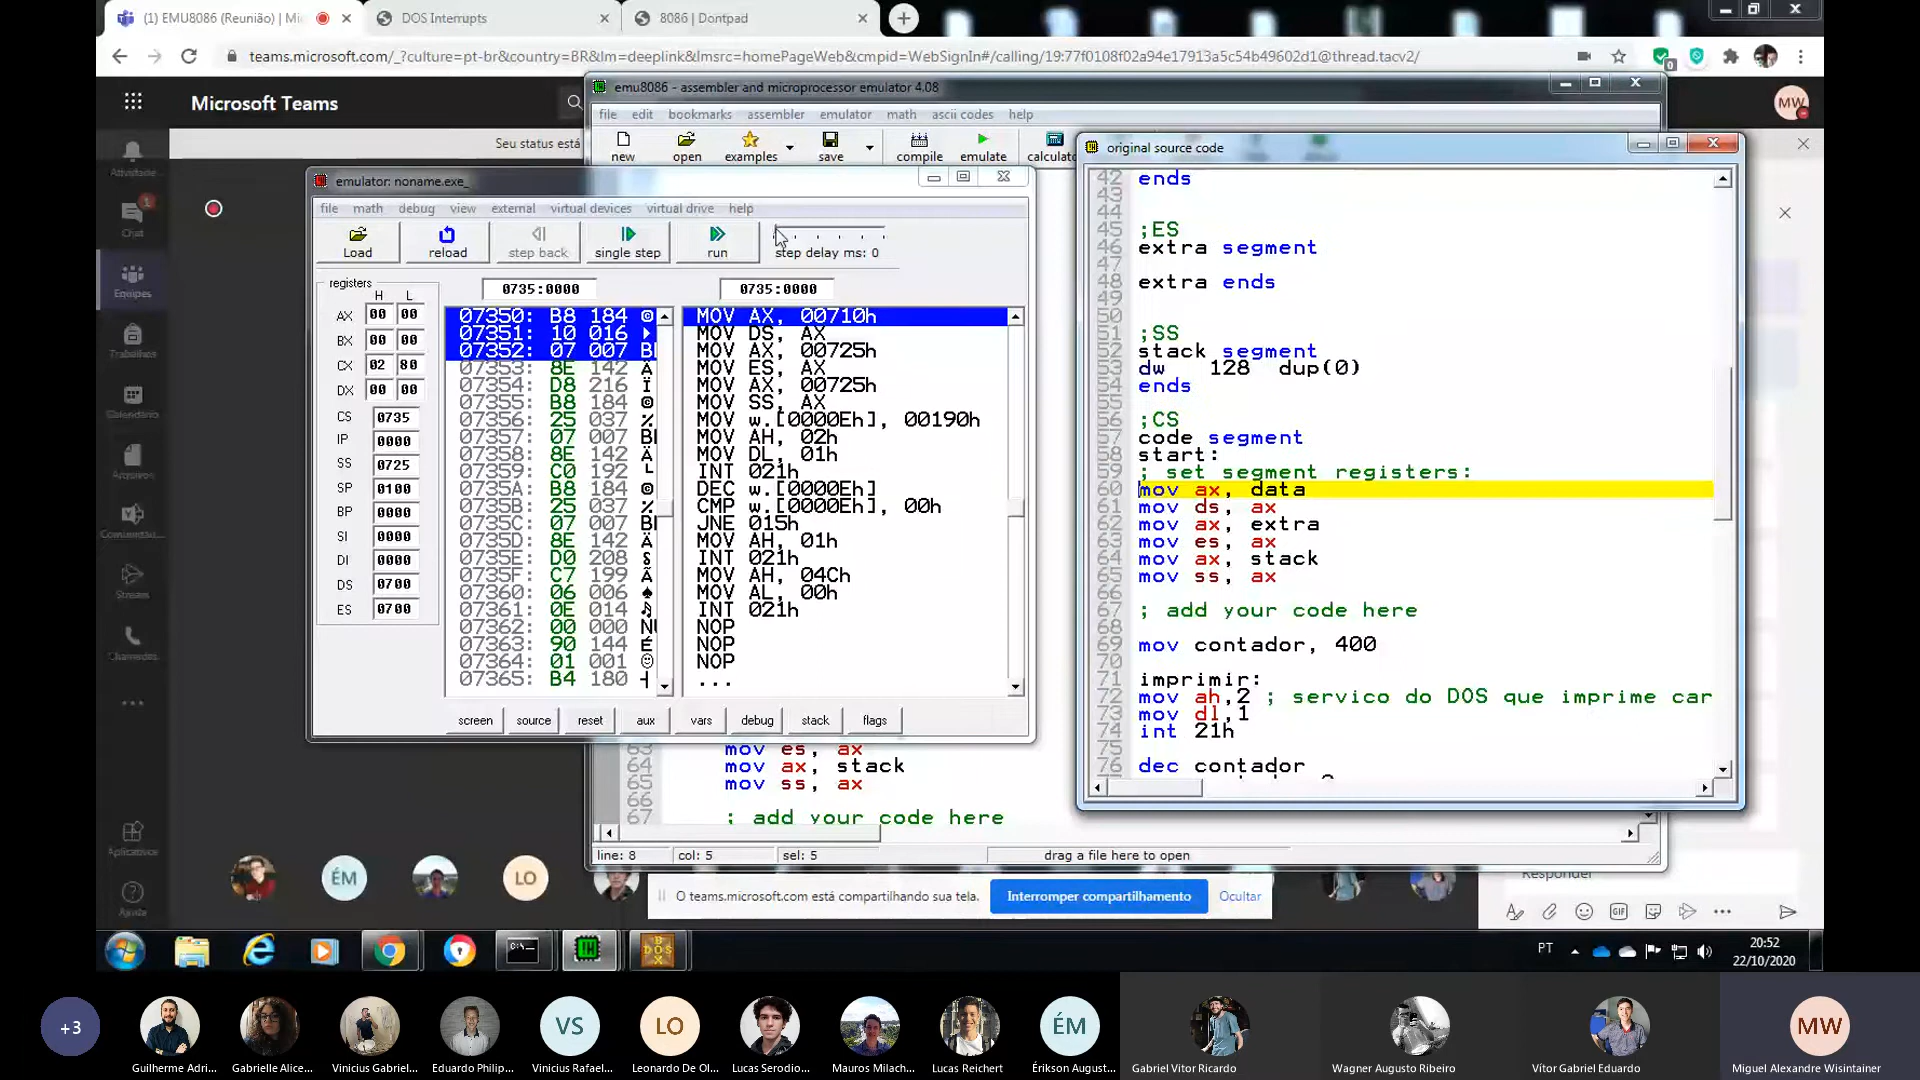 (1) EMU8086 (Reunião) | Mi
DOS Interrupts
8086 | Dontpad
teams.microsoft.com/_?culture=pt-br&country=BR&lm=deeplink&lmsrc=homePageWeb&cmpid=WebSignIn#/calling/19:77f0108f02a94e17913a5c54b49602d1@thread.tacv2/
Microsoft Teams
MW
Seu status está
Chat
Equipes
Trabalhos
Calendário
Arquivos
Chamadas
Aplicativos
Ajuda
emu8086 - assembler and microprocessor emulator 4.08
file edit bookmarks assembler emulator math ascii codes help
new open examples save compile emulate calculato
emulator: noname.exe_
file math debug view external virtual devices virtual drive help
Load reload step back single step run step delay ms: 0
registers
0735:0000 0735:0000
H L
AX 00 00
BX 00 00
CX 02 80
DX 00 00
CS 0735
IP 0000
SS 0725
SP 0100
BP 0000
SI 0000
DI 0000
DS 0700
ES 0700
07350: B8 184
07351: 10 016
07352: 07 007
07353: 8E 142 Ä
07354: D8 216 Ï
07355: B8 184
07356: 25 037 %
07357: 07 007
07358: 8E 142 Ä
07359: C0 192 └
0735A: B8 184
0735B: 25 037 %
0735C: 07 007
0735D: 8E 142 Ä
0735E: D0 208
0735F: C7 199 Ã
07360: 06 006 ♠
07361: 0E 014 ♫
07362: 00 000 NU
07363: 90 144 É
07364: 01 001 ☺
07365: B4 180 ┤
MOV AX, 00710h
MOV DS, AX
MOV AX, 00725h
MOV ES, AX
MOV AX, 00725h
MOV SS, AX
MOV w.[0000Eh], 00190h
MOV AH, 02h
MOV DL, 01h
INT 021h
DEC w.[0000Eh]
CMP w.[0000Eh], 00h
JNE 015h
MOV AH, 01h
INT 021h
MOV AH, 04Ch
MOV AL, 00h
INT 021h
NOP
NOP
NOP
...
screen source reset aux vars debug stack flags
63 mov es, ax
64 mov ax, stack
65 mov ss, ax
66
67 ; add your code here
line: 8 col: 5 sel: 5 drag a file here to open
original source code
42 ends
43
44
45 ;ES
46 extra segment
47
48 extra ends
49
50
51 ;SS
52 stack segment
53 dw 128 dup(0)
54 ends
55
56 ;CS
57 code segment
58 start:
59 ; set segment registers:
60 mov ax, data
61 mov ds, ax
62 mov ax, extra
63 mov es, ax
64 mov ax, stack
65 mov ss, ax
66
67 ; add your code here
68
69 mov contador, 400
70
71 imprimir:
72 mov ah,2 ; servico do DOS que imprime car
73 mov dl,1
74 int 21h
75
76 dec contador
ÉM
LO
O teams.microsoft.com está compartilhando sua tela.
Interromper compartilhamento
Ocultar
Responder
GIF
PT
20:52
22/10/2020
+3
VS
LO
ÉM
MW
Guilherme Adri...
Gabrielle Alice...
Vinicius Gabriel...
Eduardo Philip...
Vinicius Rafael...
Leonardo De Ol...
Lucas Serodio...
Mauros Milach...
Lucas Reichert
Érikson August...
Gabriel Vitor Ricardo
Wagner Augusto Ribeiro
Vítor Gabriel Eduardo
Miguel Alexandre Wisintainer